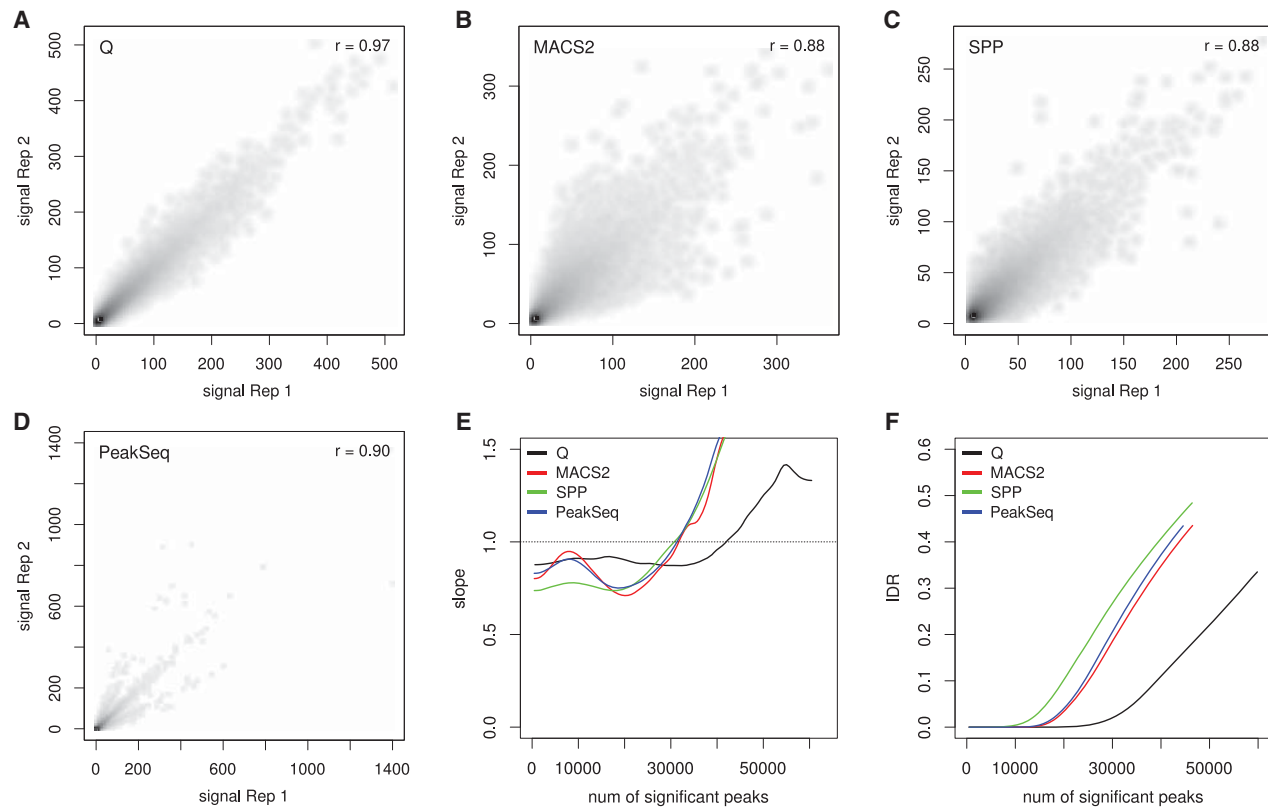 A
Q
r = 0.97
500
400
300
200
100
0
signal Rep 2
0 100 200 300 400 500
signal Rep 1
B
MACS2
r = 0.88
300
200
100
0
signal Rep 2
0 100 200 300
signal Rep 1
C
SPP
r = 0.88
250
200
150
100
50
0
signal Rep 2
0 50 100 150 200 250
signal Rep 1
D
PeakSeq
r = 0.90
1400
1000
600
200
0
signal Rep 2
0 200 600 1000 1400
signal Rep 1
E
Q
MACS2
SPP
PeakSeq
1.5
1.0
0.5
0.0
slope
0 10000 30000 50000
num of significant peaks
F
Q
MACS2
SPP
PeakSeq
0.6
0.5
0.4
0.3
0.2
0.1
0.0
IDR
0 10000 30000 50000
num of significant peaks